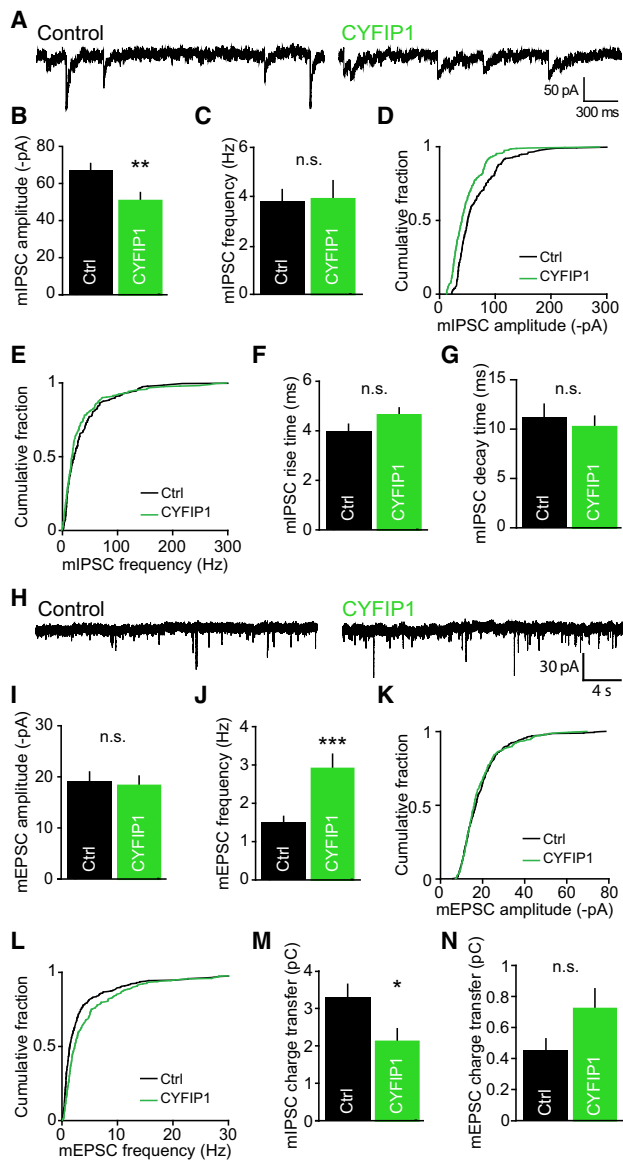 A
Control
CYFIP1
50 pA
300 ms
B
mIPSC amplitude (-pA)
80
60
40
20
0
**
Ctrl
CYFIP1
C
mIPSC frequency (Hz)
6
4
2
0
n.s.
Ctrl
CYFIP1
D
Cumulative fraction
1
0.5
0
Ctrl
CYFIP1
0
100
200
300
mIPSC amplitude (-pA)
E
Cumulative fraction
1
0.5
0
Ctrl
CYFIP1
0
100
200
300
mIPSC frequency (Hz)
F
mIPSC rise time (ms)
6
4
2
0
n.s.
Ctrl
CYFIP1
G
mIPSC decay time (ms)
15
10
5
0
n.s.
Ctrl
CYFIP1
H
Control
CYFIP1
30 pA
4 s
I
mEPSC amplitude (-pA)
30
20
10
0
n.s.
Ctrl
CYFIP1
J
mEPSC frequency (Hz)
4
3
2
1
0
***
Ctrl
CYFIP1
K
Cumulative fraction
1
0.5
0
Ctrl
CYFIP1
0
20
40
60
80
mEPSC amplitude (-pA)
L
Cumulative fraction
1
0.5
0
Ctrl
CYFIP1
0
10
20
30
mEPSC frequency (Hz)
M
mIPSC charge transfer (pC)
4
3
2
1
0
*
Ctrl
CYFIP1
N
mEPSC charge transfer (pC)
1
0.8
0.6
0.4
0.2
0
n.s.
Ctrl
CYFIP1